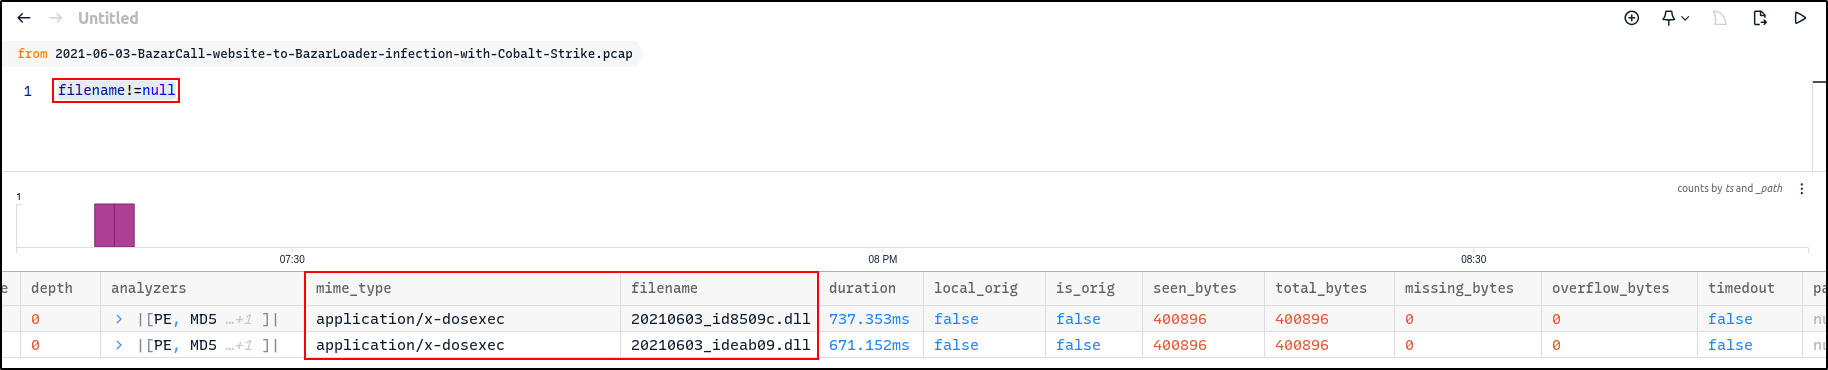 Untitled
from 2021-06-03-BazarCall-website-to-BazarLoader-infection-with-Cobalt-Strike.pcap
1 filename!=null
counts by ts and _path
1
07:30 08 PM 08:30
e depth analyzers mime_type filename duration local_orig is_orig seen_bytes total_bytes missing_bytes overflow_bytes timedout pa
0 > |[PE, MD5 …+1 ]| application/x-dosexec 20210603_id8509c.dll 737.353ms false false 400896 400896 0 0 false nu
0 > |[PE, MD5 …+1 ]| application/x-dosexec 20210603_ideab09.dll 671.152ms false false 400896 400896 0 0 false nu